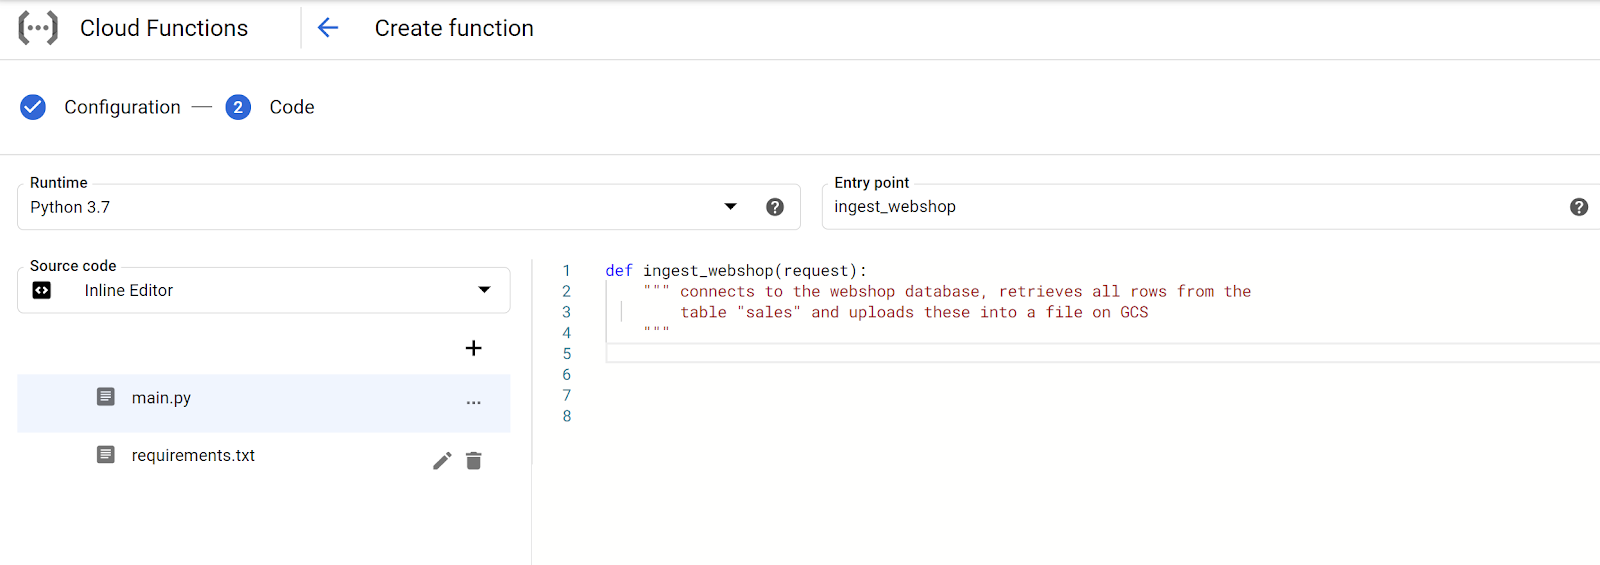 Cloud Functions
Create function
Configuration — 2 Code
Runtime
Python 3.7
Entry point
ingest_webshop
Source code
Inline Editor
+
main.py
...
requirements.txt
1 def ingest_webshop(request):
2 """ connects to the webshop database, retrieves all rows from the
3 table "sales" and uploads these into a file on GCS
4 """
5
6
7
8